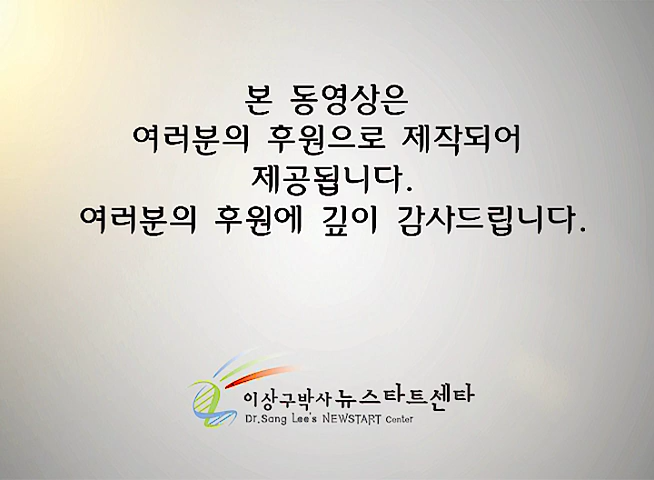 본 동영상은
여러분의 후원으로 제작되어
제공됩니다.
여러분의 후원에 깊이 감사드립니다.
이상구박사 뉴스타트센타
Dr.Sang Lee's NEWSTART Center